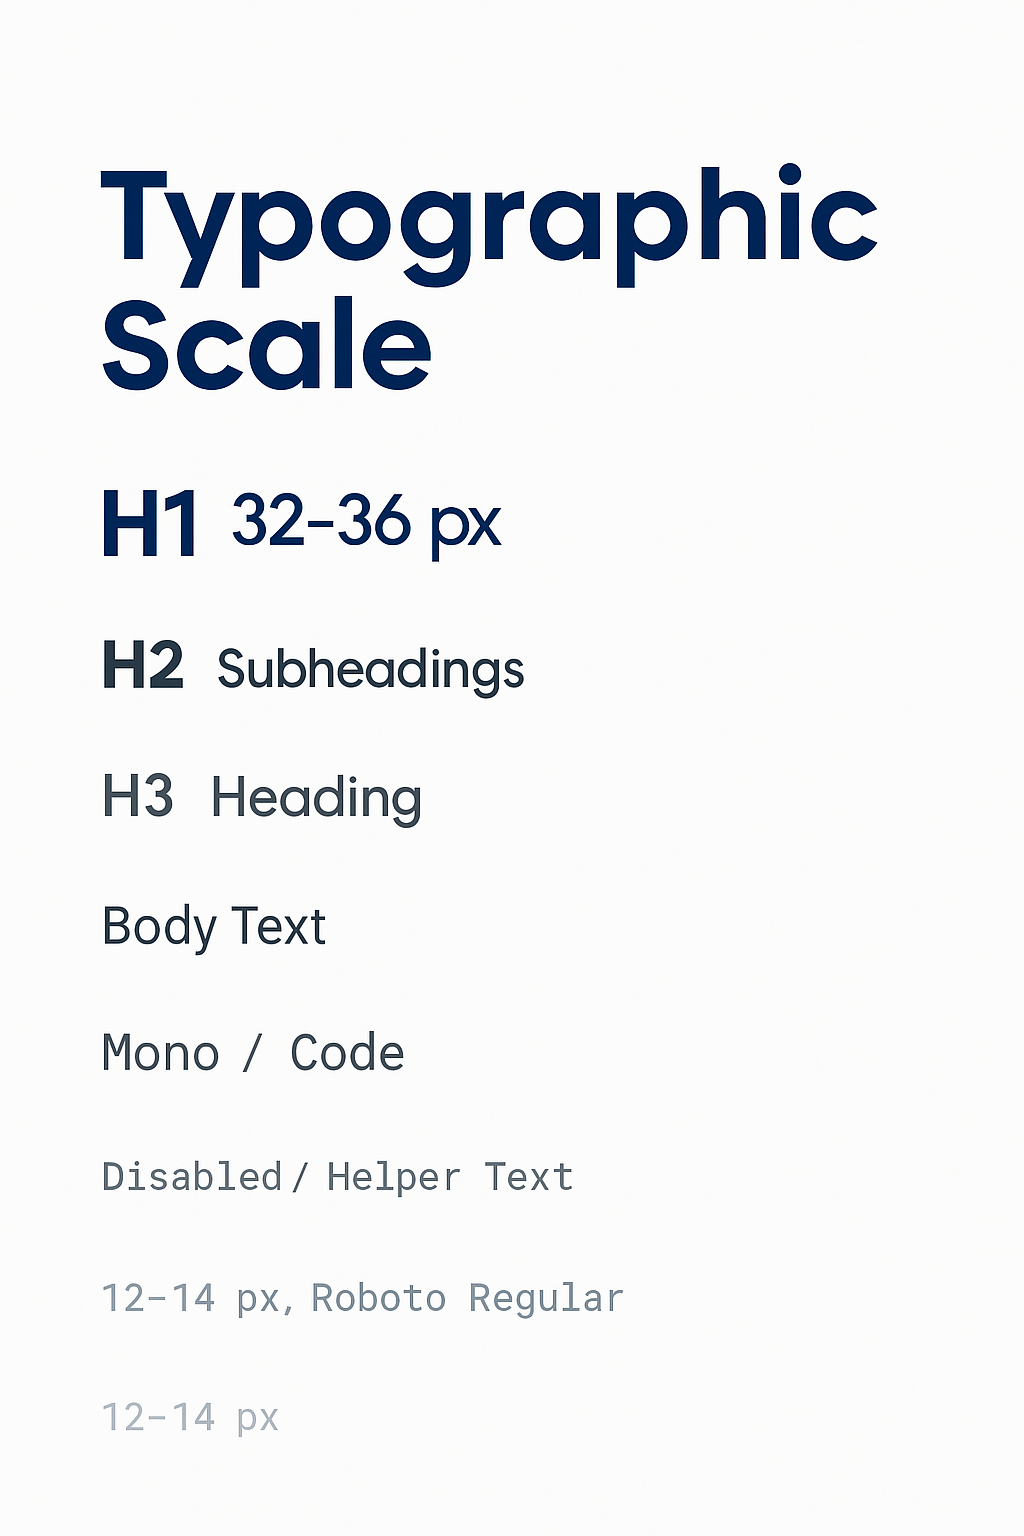 Typographic
Scale
H1 32–36 px
H2 Subheadings
H3 Heading
Body Text
Mono / Code
Disabled / Helper Text
12–14 px, Roboto Regular
12–14 px